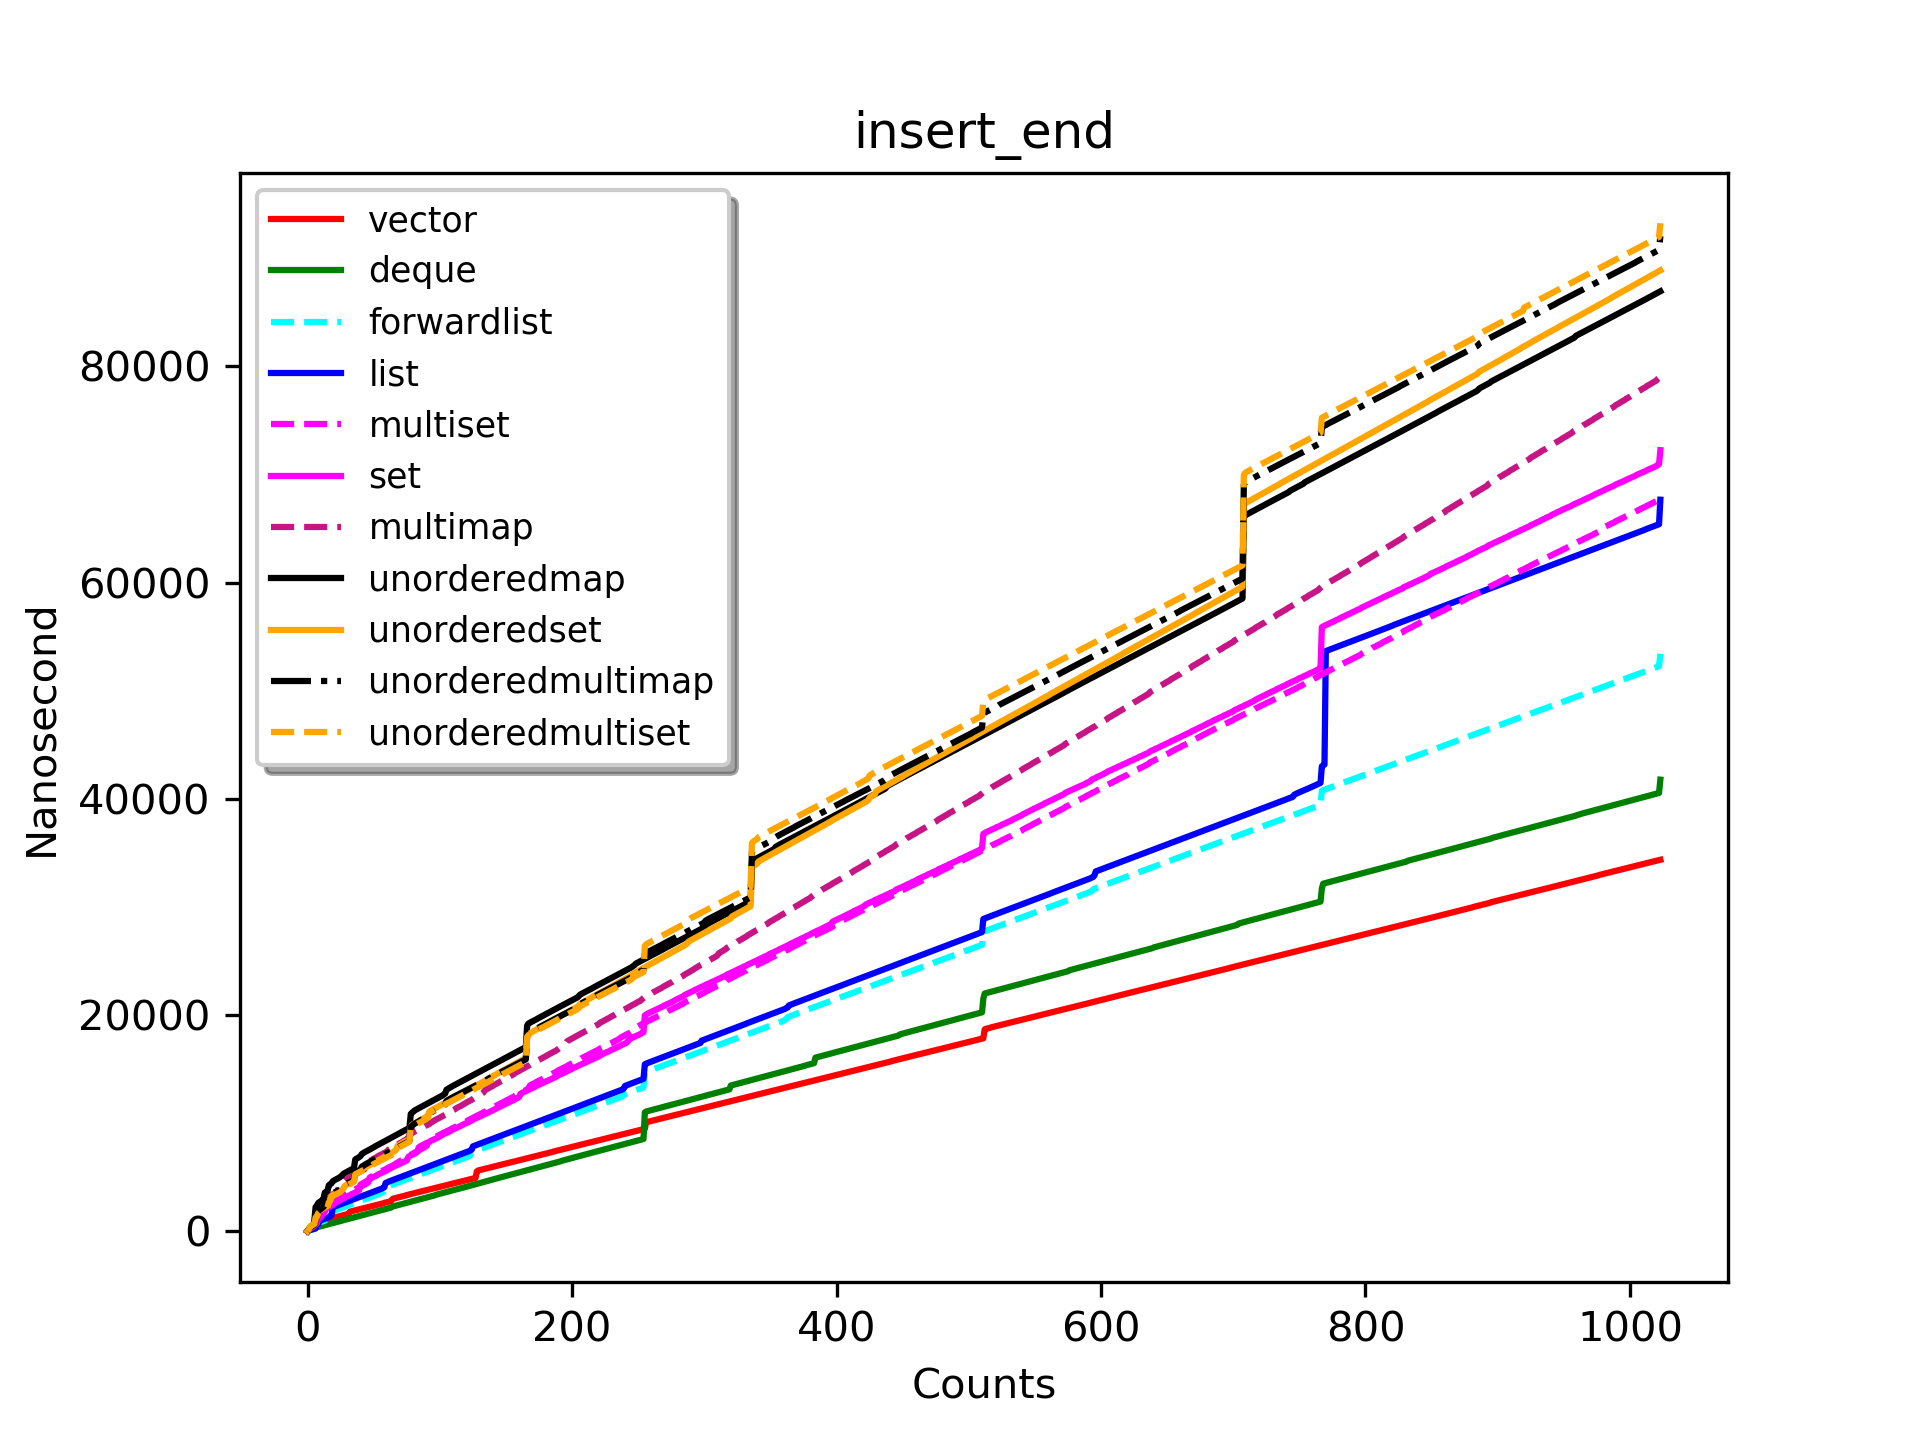 insert_end
vector
deque
forwardlist
list
multiset
set
multimap
unorderedmap
unorderedset
unorderedmultimap
unorderedmultiset
Nanosecond
80000
60000
40000
20000
0
0 200 400 600 800 1000
Counts